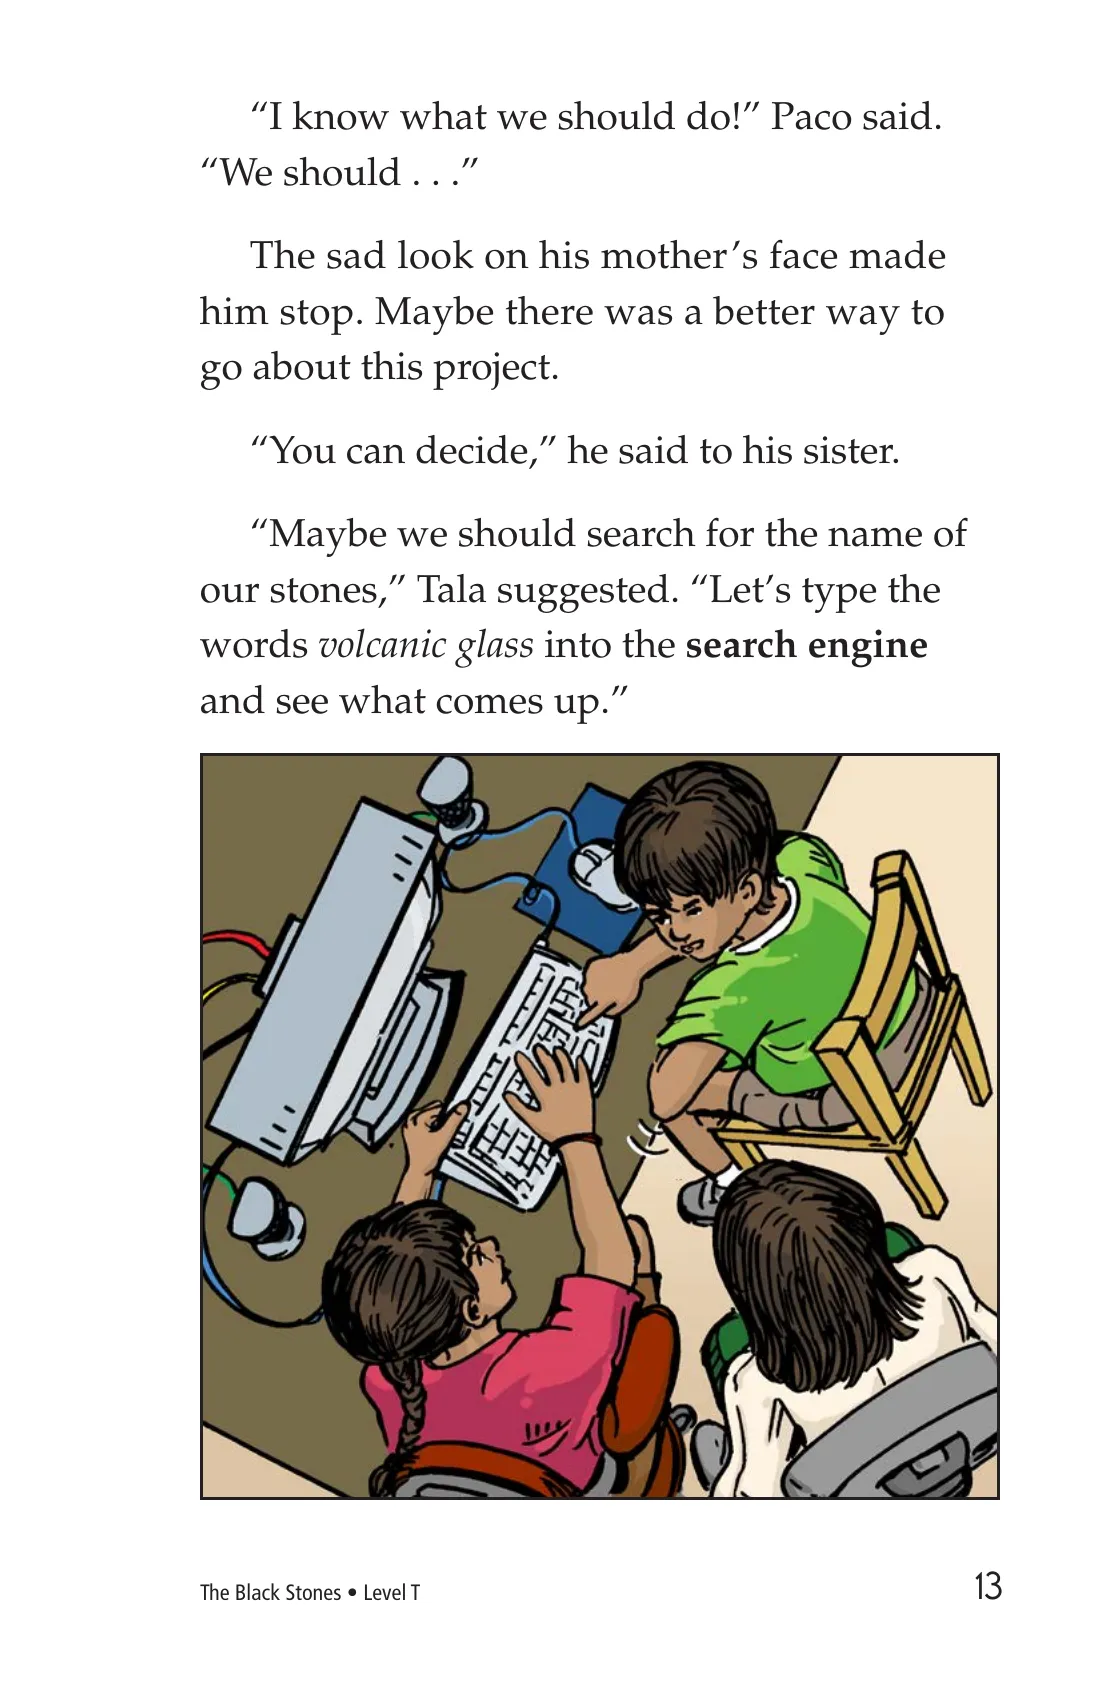 “I know what we should do!” Paco said.
“We should . . .”
The sad look on his mother’s face made
him stop. Maybe there was a better way to
go about this project.
“You can decide,” he said to his sister.
“Maybe we should search for the name of
our stones,” Tala suggested. “Let’s type the
words volcanic glass into the search engine
and see what comes up.”
The Black Stones • Level T
13